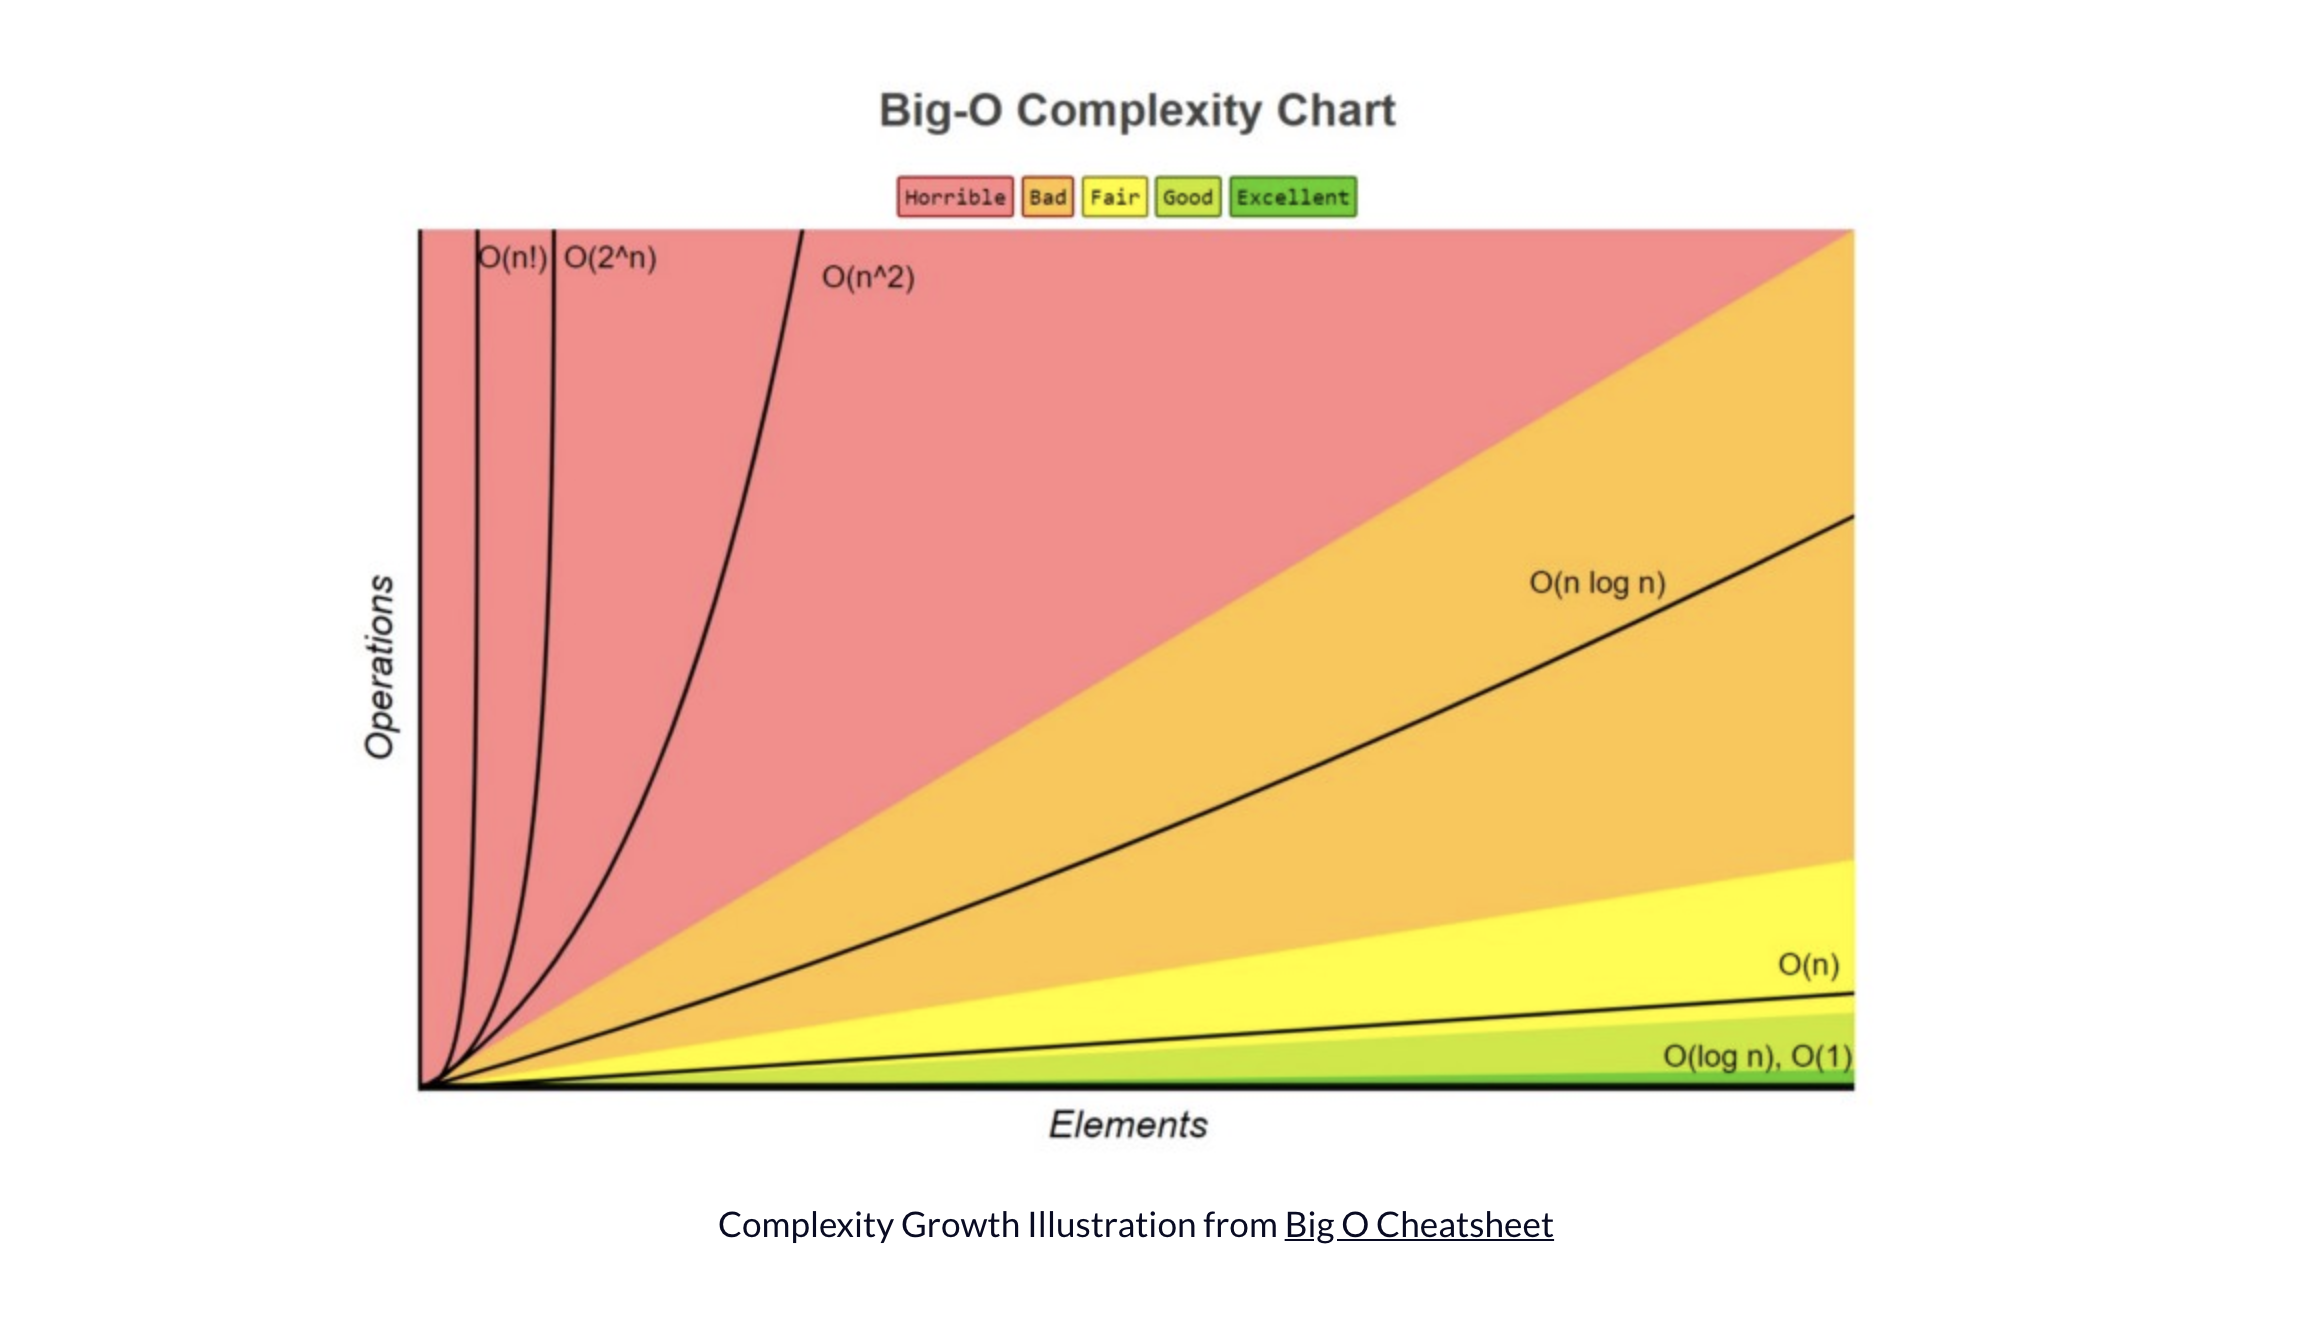 Big-O Complexity Chart
Horrible Bad Fair Good Excellent
O(n!) O(2^n)
O(n^2)
O(n log n)
O(n)
O(log n), O(1)
Operations
Elements
Complexity Growth Illustration from Big O Cheatsheet